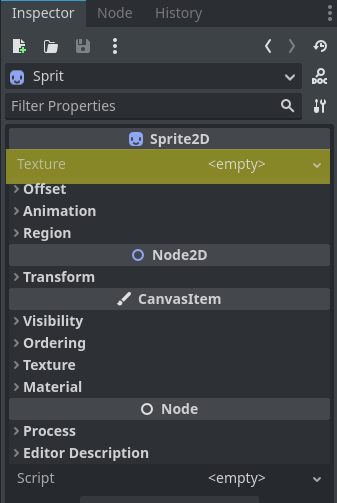 Inspector Node History
Sprit
DOC
Filter Properties
Sprite2D
Texture <empty>
Offset
Animation
Region
Node2D
Transform
CanvasItem
Visibility
Ordering
Texture
Material
Node
Process
Editor Description
Script <empty>